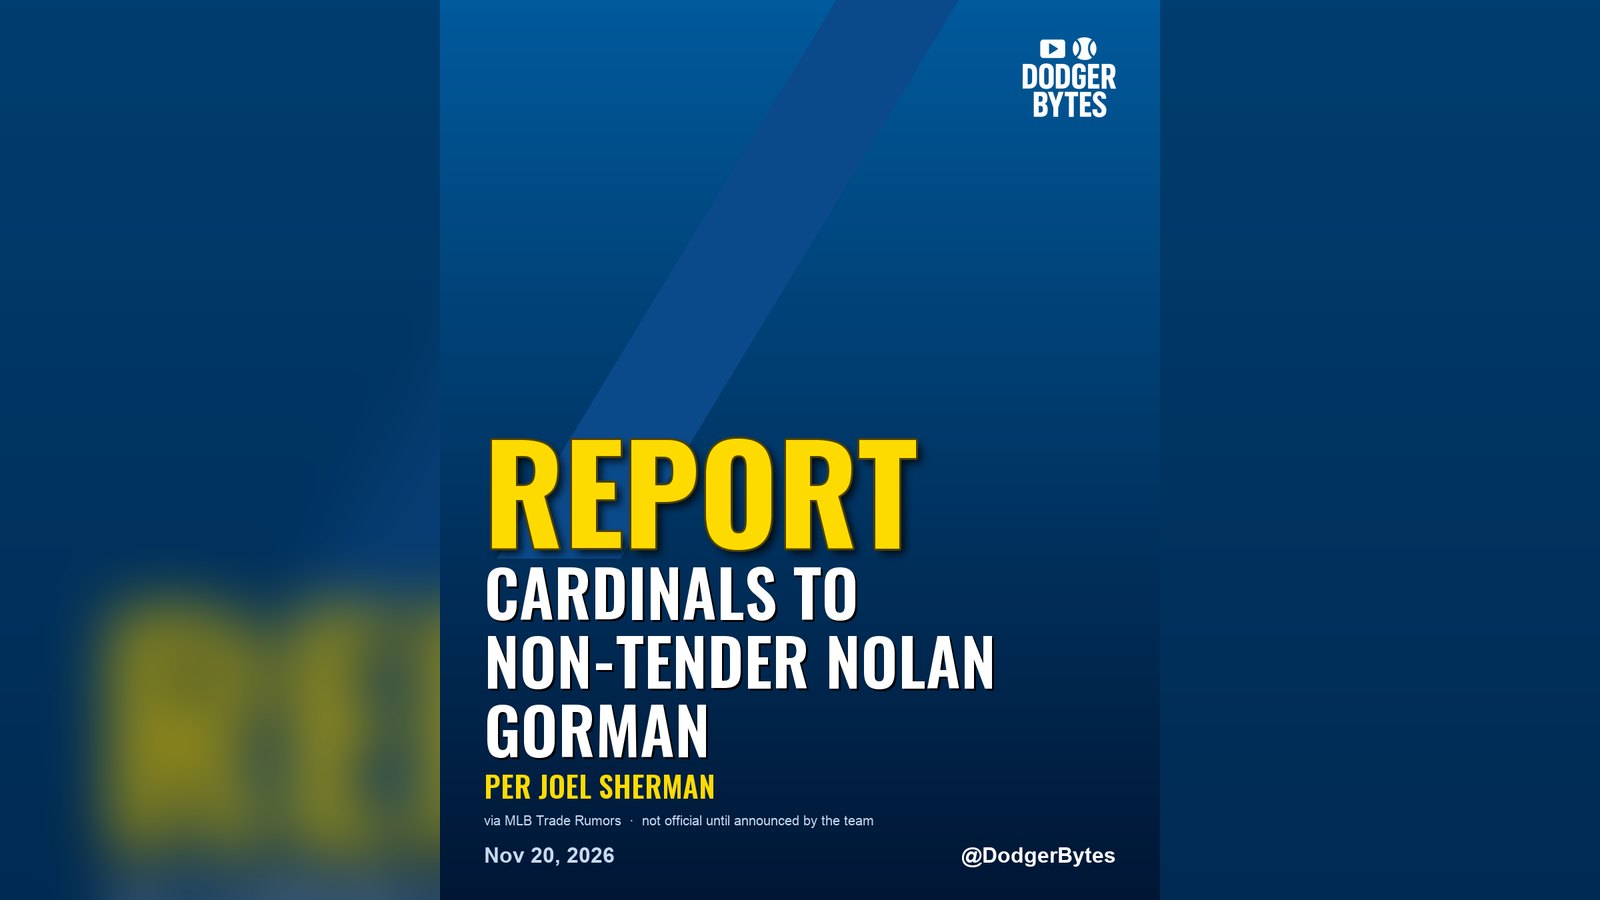 DODGER
BYTES
REPORT
CARDINALS TO
NON-TENDER NOLAN
GORMAN
PER JOEL SHERMAN
via MLB Trade Rumors · not official until announced by the team
Nov 20, 2026
@DodgerBytes